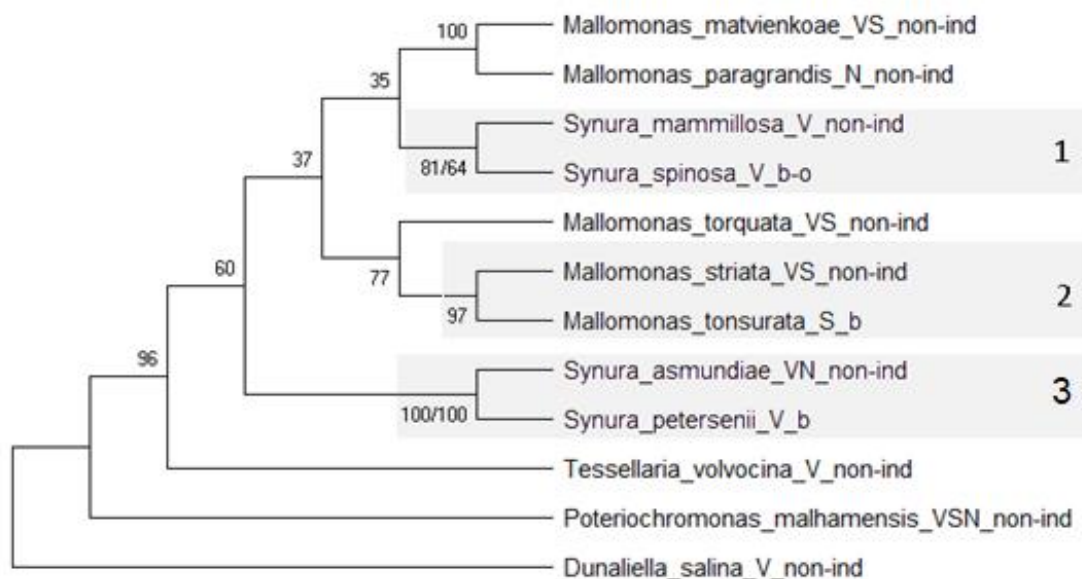 100
Mallomonas_matvienkoae_VS_non-ind
35
Mallomonas_paragrandis_N_non-ind
Synura_mammillosa_V_non-ind
1
37
81/64
Synura_spinosa_V_b-o
Mallomonas_torquata_VS_non-ind
60
77
Mallomonas_striata_VS_non-ind
2
97
Mallomonas_tonsurata_S_b
96
Synura_asmundiae_VN_non-ind
3
100/100
Synura_petersenii_V_b
Tessellaria_volvocina_V_non-ind
Poteriochromonas_malhamensis_VSN_non-ind
Dunaliella_salina_V_non-ind